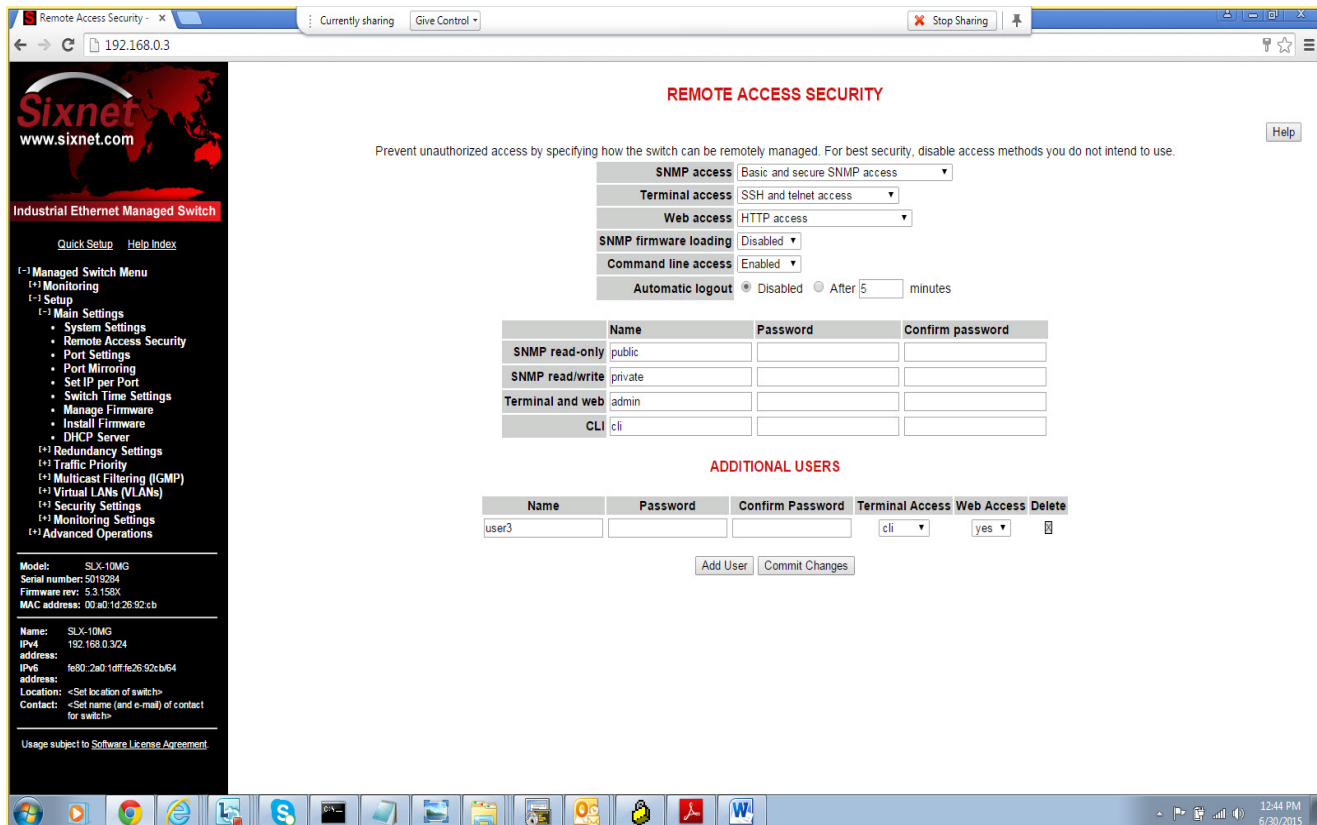 Remote Access Security -
Currently sharing
Give Control
Stop Sharing
192.168.0.3
Sixnet
www.sixnet.com
Industrial Ethernet Managed Switch
Quick Setup Help Index
[-] Managed Switch Menu
[+] Monitoring
[-] Setup
[-] Main Settings
• System Settings
• Remote Access Security
• Port Settings
• Port Mirroring
• Set IP per Port
• Switch Time Settings
• Manage Firmware
• Install Firmware
• DHCP Server
[+] Redundancy Settings
[+] Traffic Priority
[+] Multicast Filtering (IGMP)
[+] Virtual LANs (VLANs)
[+] Security Settings
[+] Monitoring Settings
[+] Advanced Operations
Model: SLX-10MG
Serial number: 5019284
Firmware rev: 5.3.158X
MAC address: 00:a0:1d:26:92:cb
Name: SLX-10MG
IPv4 192.168.0.3/24
address:
IPv6 fe80::2a0:1dff:fe26:92cb/64
address:
Location: <Set location of switch>
Contact: <Set name (and e-mail) of contact
for switch>
Usage subject to Software License Agreement.
REMOTE ACCESS SECURITY
Help
Prevent unauthorized access by specifying how the switch can be remotely managed. For best security, disable access methods you do not intend to use.
SNMP access Basic and secure SNMP access
Terminal access SSH and telnet access
Web access HTTP access
SNMP firmware loading Disabled
Command line access Enabled
Automatic logout Disabled After 5 minutes
Name Password Confirm password
SNMP read-only public
SNMP read/write private
Terminal and web admin
CLI cli
ADDITIONAL USERS
Name Password Confirm Password Terminal Access Web Access Delete
user3 cli yes X
Add User Commit Changes
12:44 PM
6/30/2015